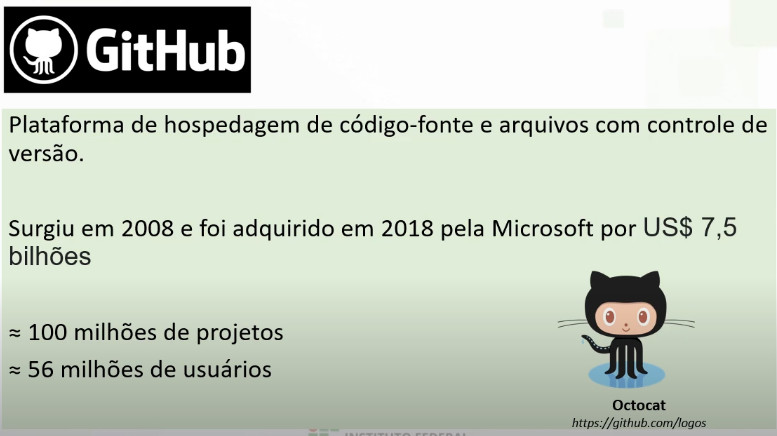 GitHub
Plataforma de hospedagem de código-fonte e arquivos com controle de
versão.
Surgiu em 2008 e foi adquirido em 2018 pela Microsoft por US$ 7,5
bilhões
≈ 100 milhões de projetos
≈ 56 milhões de usuários
Octocat
https://github.com/logos
INSTITUTO FEDERAL